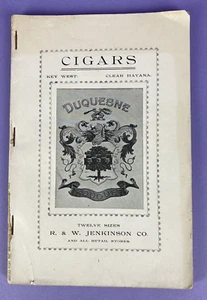 CIGARS
KEY WEST. CLEAR HAVANA.
DUQUESNE
TWELVE SIZES
R. & W. JENKINSON CO.
AND ALL RETAIL STORES